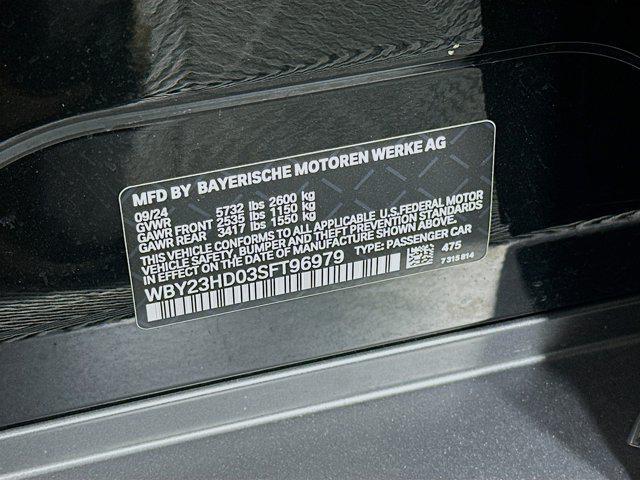 MFD BY BAYERISCHE MOTOREN WERKE AG
09/24
GVWR 5732 lbs 2600 kg
GAWR FRONT 2535 lbs 1150 kg
GAWR REAR 3417 lbs 1550 kg
THIS VEHICLE CONFORMS TO ALL APPLICABLE U.S.FEDERAL MOTOR
VEHICLE SAFETY, BUMPER AND THEFT PREVENTION STANDARDS IN
EFFECT ON THE DATE OF MANUFACTURE SHOWN ABOVE.
WBY23HD03SFT96979 TYPE: PASSENGER CAR
475
7 315 814